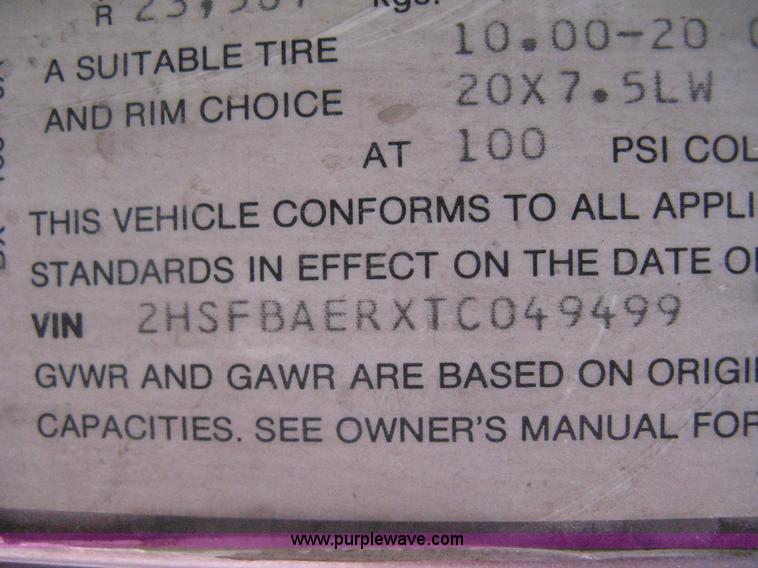 R 23,
kgs.
A SUITABLE TIRE 10.00-20
AND RIM CHOICE 20X7.5LW
AT 100 PSI COL
THIS VEHICLE CONFORMS TO ALL APPLI
STANDARDS IN EFFECT ON THE DATE O
VIN 2HSFBAERXTC049499
GVWR AND GAWR ARE BASED ON ORIGI
CAPACITIES. SEE OWNER'S MANUAL FOR
www.purplewave.com